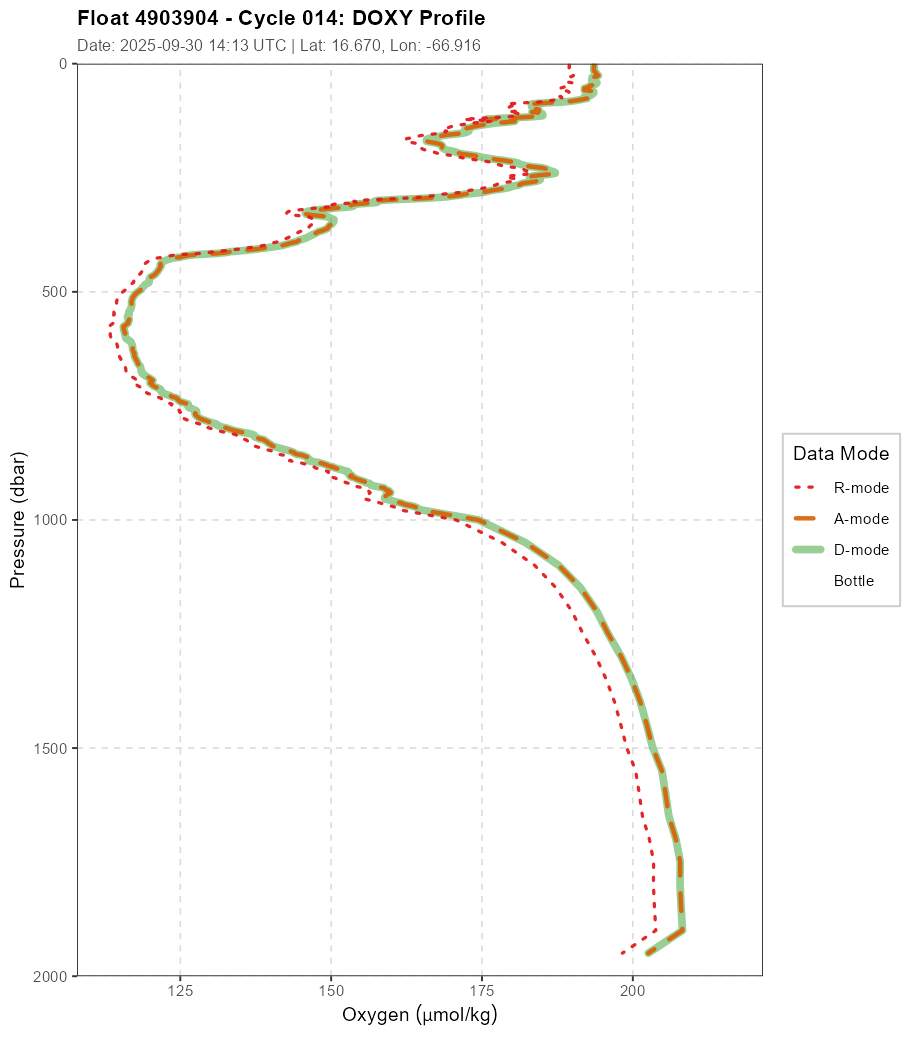 Float 4903904 - Cycle 014: DOXY Profile
Date: 2025-09-30 14:13 UTC | Lat: 16.670, Lon: -66.916
0
500
1000
1500
2000
Pressure (dbar)
125
150
175
200
Oxygen (μmol/kg)
Data Mode
R-mode
A-mode
D-mode
Bottle